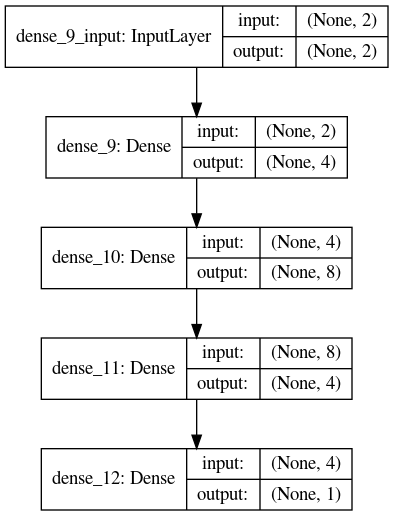 dense_9_input: InputLayer
input: (None, 2)
output: (None, 2)
dense_9: Dense
input: (None, 2)
output: (None, 4)
dense_10: Dense
input: (None, 4)
output: (None, 8)
dense_11: Dense
input: (None, 8)
output: (None, 4)
dense_12: Dense
input: (None, 4)
output: (None, 1)